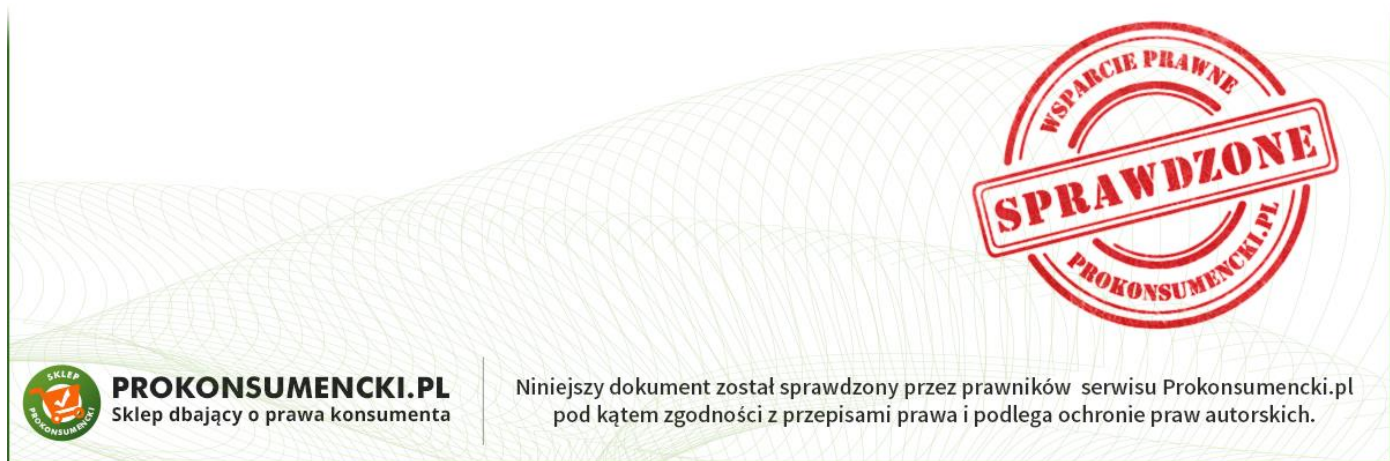 WSPARCIE PRAWNE
SPRAWDZONE
PROKONSUMENCKI.PL
SKLEP
PROKONSUMENCKI
PROKONSUMENCKI.PL
Sklep dbający o prawa konsumenta
Niniejszy dokument został sprawdzony przez prawników serwisu Prokonsumencki.pl
pod kątem zgodności z przepisami prawa i podlega ochronie praw autorskich.